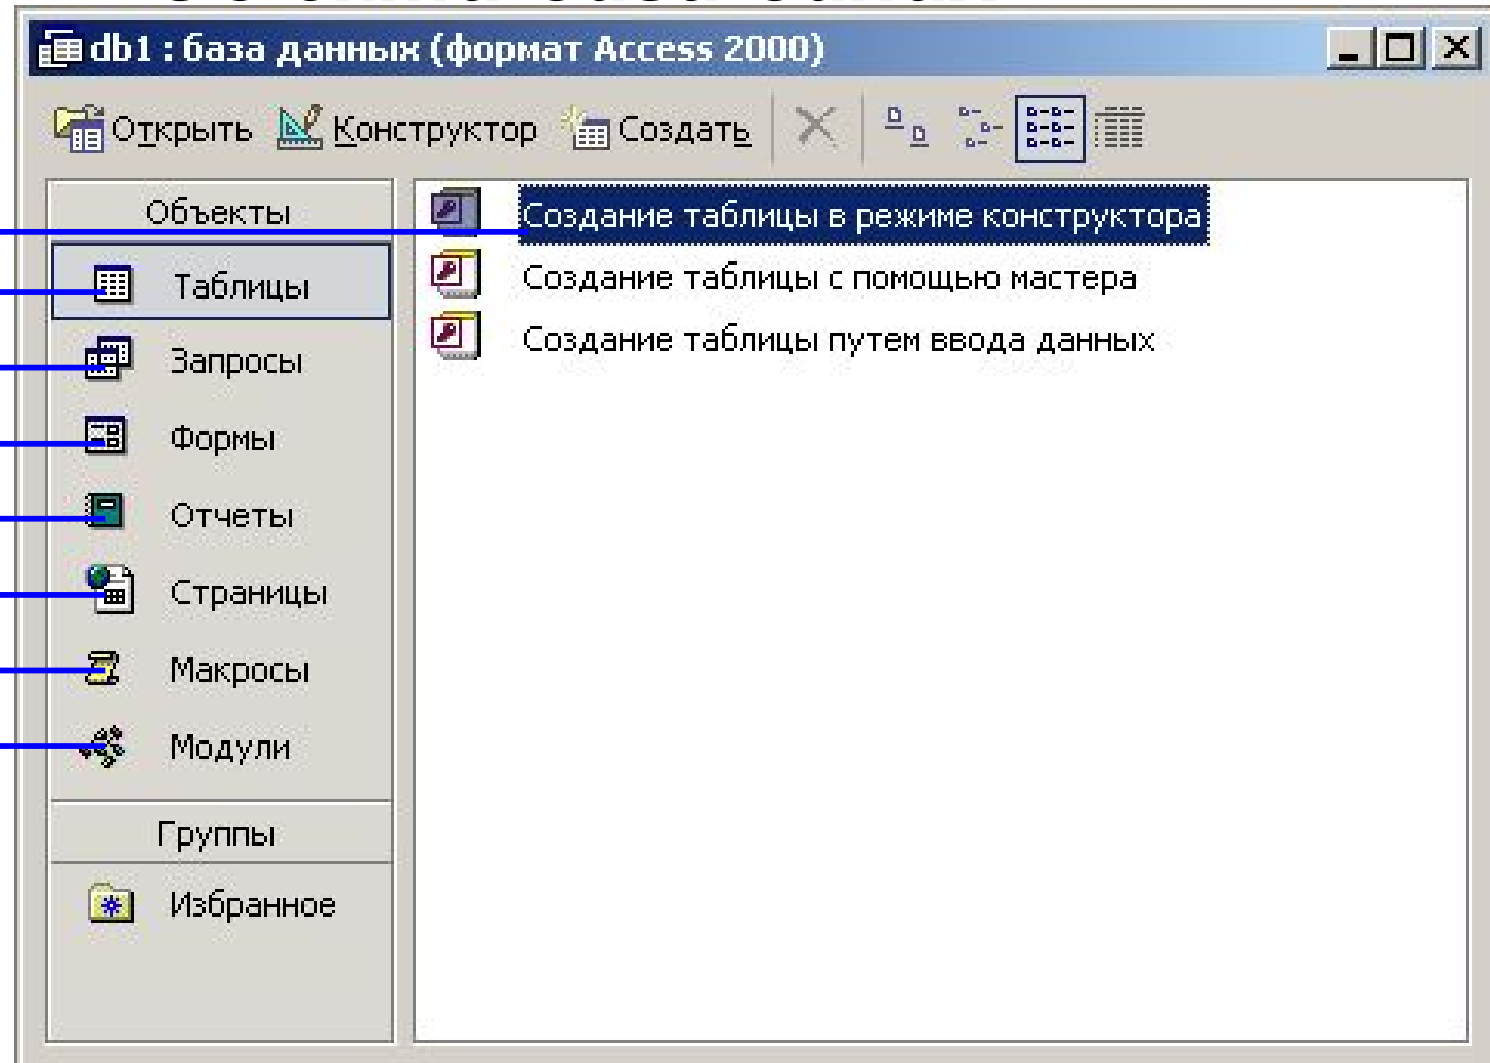 db1 : база данных (формат Access 2000)
Открыть Конструктор Создать
Объекты
Таблицы
Запросы
Формы
Отчеты
Страницы
Макросы
Модули
Группы
Избранное
Создание таблицы в режиме конструктора
Создание таблицы с помощью мастера
Создание таблицы путем ввода данных